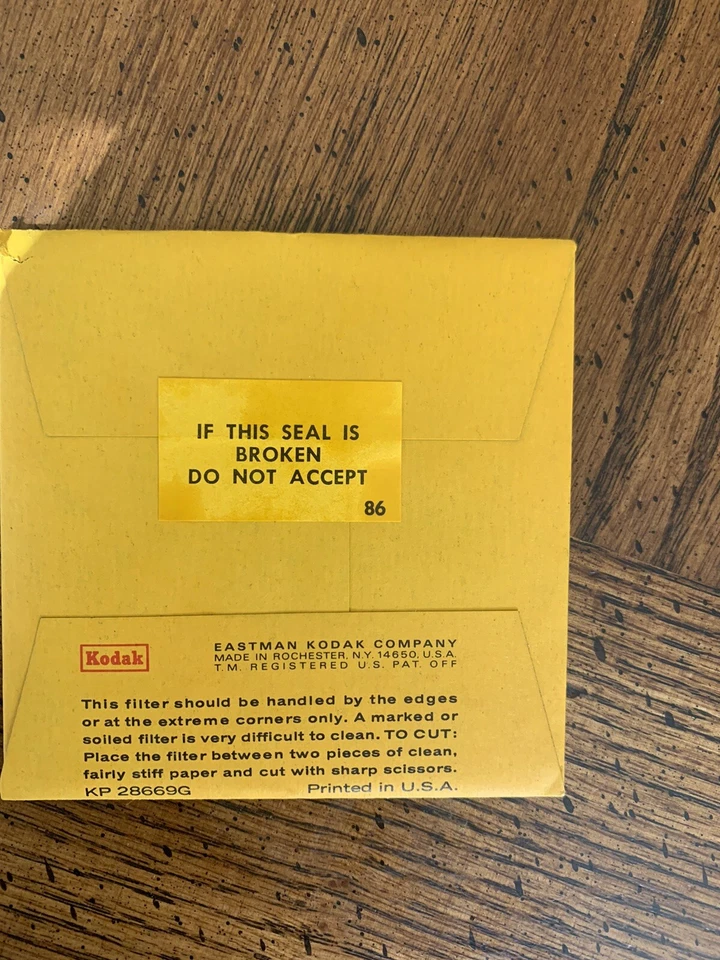 IF THIS SEAL IS
BROKEN
DO NOT ACCEPT
86
Kodak
EASTMAN KODAK COMPANY
MADE IN ROCHESTER, N.Y. 14650, U.S.A.
T.M. REGISTERED U.S. PAT. OFF
This filter should be handled by the edges
or at the extreme corners only. A marked or
soiled filter is very difficult to clean. TO CUT:
Place the filter between two pieces of clean,
fairly stiff paper and cut with sharp scissors.
KP 28669G Printed in U.S.A.